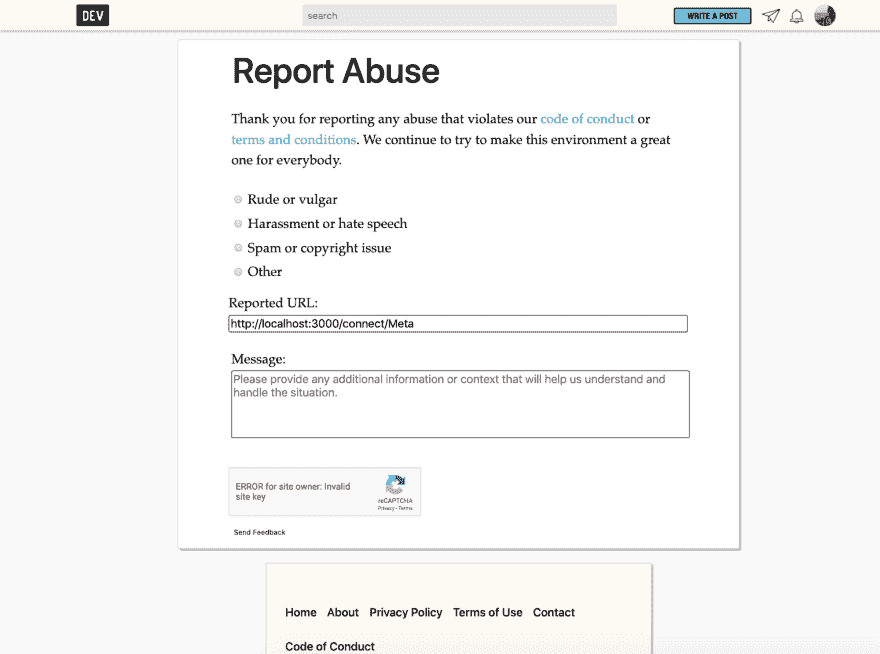 DEV
search
WRITE A POST
Report Abuse
Thank you for reporting any abuse that violates our code of conduct or
terms and conditions. We continue to try to make this environment a great
one for everybody.
Rude or vulgar
Harassment or hate speech
Spam or copyright issue
Other
Reported URL:
http://localhost:3000/connect/Meta
Message:
Please provide any additional information or context that will help us understand and
handle the situation.
ERROR for site owner: Invalid
site key
reCAPTCHA
Privacy - Terms
Send Feedback
Home About Privacy Policy Terms of Use Contact
Code of Conduct